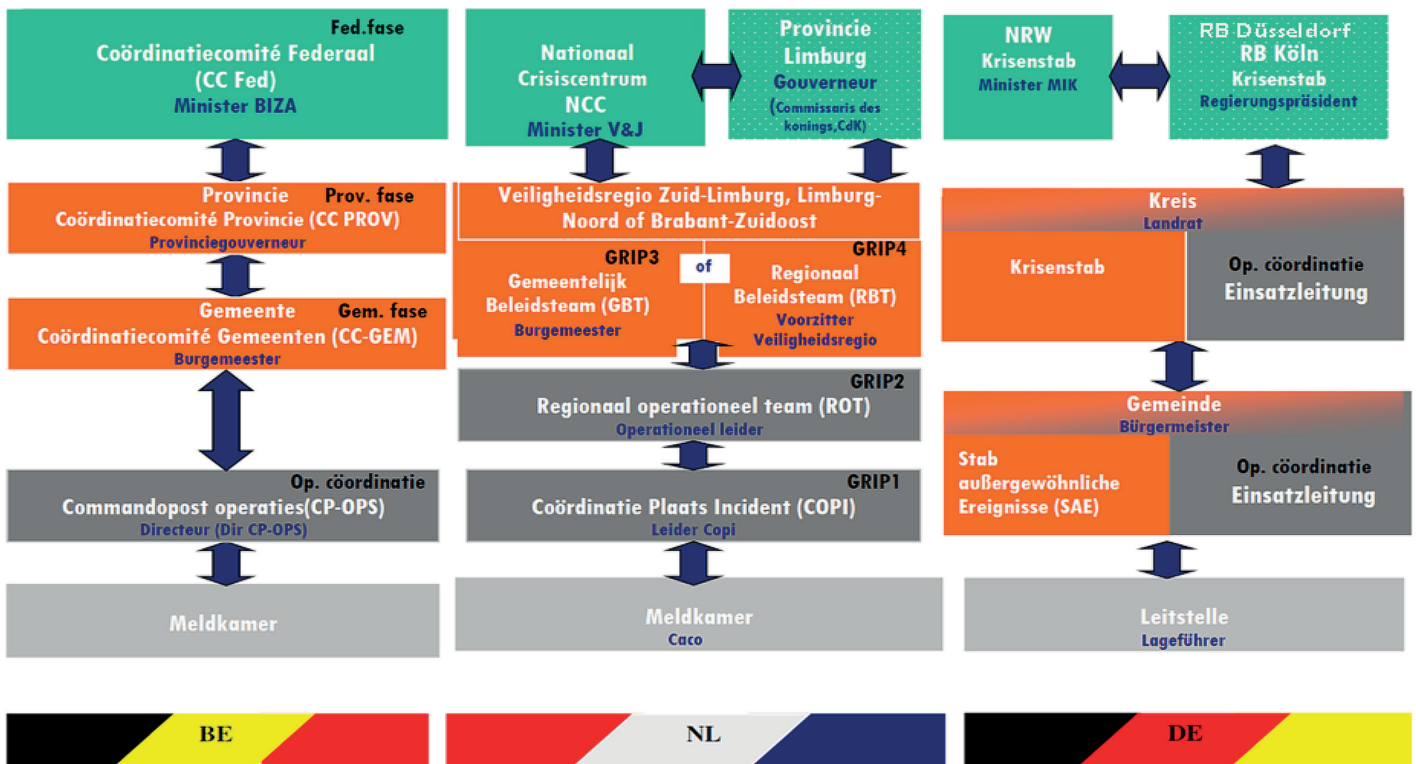 Fed.fase
Coördinatiecomité Federaal
(CC Fed)
Minister BIZA
Provincie
Prov. fase
Coördinatiecomité Provincie (CC PROV)
Provinciegouverneur
Gemeente
Gem. fase
Coördinatiecomité Gemeenten (CC-GEM)
Burgemeester
Op. cöordinatie
Commandopost operaties(CP-OPS)
Directeur (Dir CP-OPS)
Meldkamer
BE
Nationaal
Crisiscentrum
NCC
Minister V&J
Provincie
Limburg
Gouverneur
(Commissaris des
konings,CdK)
Veiligheidsregio Zuid-Limburg, Limburg-
Noord of Brabant-Zuidoost
GRIP3
Gemeentelijk
Beleidsteam (GBT)
Burgemeester
of
GRIP4
Regionaal
Beleidsteam (RBT)
Voorzitter
Veiligheidsregio
GRIP2
Regionaal operationeel team (ROT)
Operationeel leider
GRIP1
Coördinatie Plaats Incident (COPI)
Leider Copi
Meldkamer
Caco
NL
NRW
Krisenstab
Minister MIK
RB Düsseldorf
RB Köln
Krisenstab
Regierungspräsident
Kreis
Landrat
Krisenstab
Op. cöordinatie
Einsatzleitung
Gemeinde
Bürgermeister
Stab
außergewöhnliche
Ereignisse (SAE)
Op. cöordinatie
Einsatzleitung
Leitstelle
Lageführer
DE